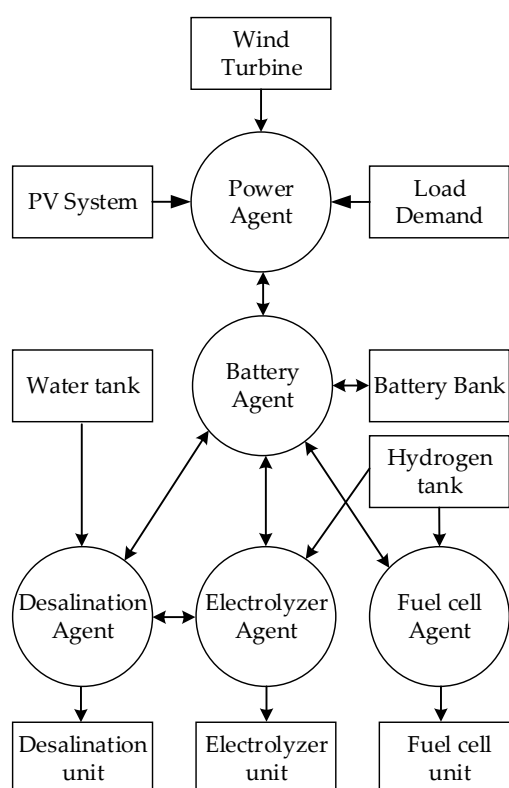 Wind
Turbine
PV System
Power
Agent
Load
Demand
Water tank
Battery
Agent
Battery Bank
Hydrogen
tank
Desalination
Agent
Electrolyzer
Agent
Fuel cell
Agent
Desalination
unit
Electrolyzer
unit
Fuel cell
unit